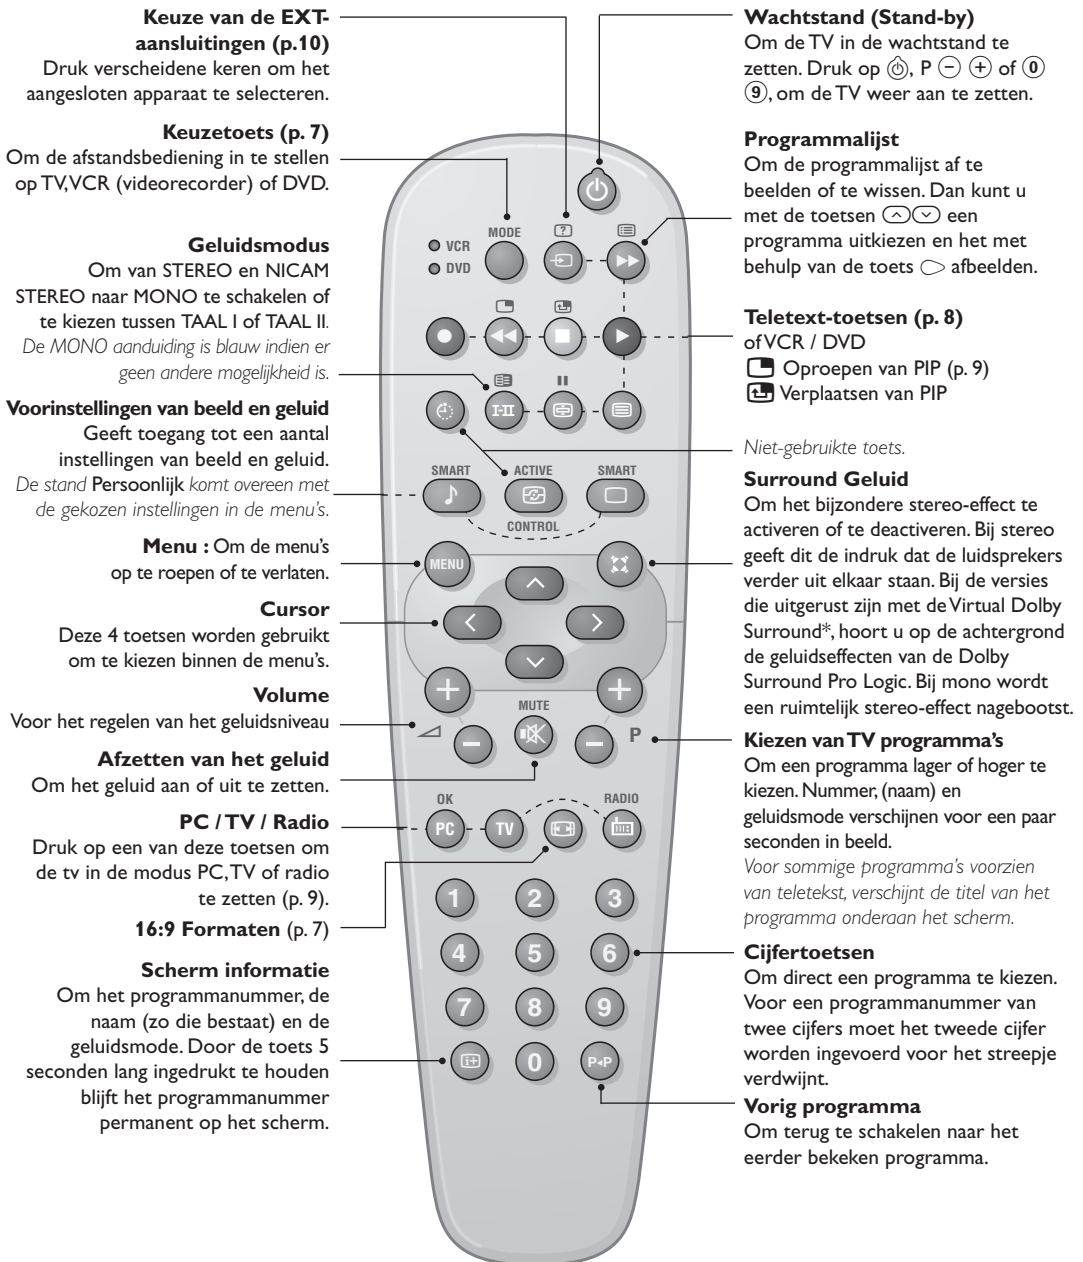 Keuze van de EXT-
aansluitingen (p.10)
Druk verscheidene keren om het
aangesloten apparaat te selecteren.
Keuzetoets (p. 7)
Om de afstandsbediening in te stellen
op TV, VCR (videorecorder) of DVD.
Geluidsmodus
Om van STEREO en NICAM
STEREO naar MONO te schakelen of
te kiezen tussen TAAL I of TAAL II.
De MONO aanduiding is blauw indien er
geen andere mogelijkheid is.
Voorinstellingen van beeld en geluid
Geeft toegang tot een aantal
instellingen van beeld en geluid.
De stand Persoonlijk komt overeen met
de gekozen instellingen in de menu's.
Menu : Om de menu's
op te roepen of te verlaten.
Cursor
Deze 4 toetsen worden gebruikt
om te kiezen binnen de menu's.
Volume
Voor het regelen van het geluidsniveau
Afzetten van het geluid
Om het geluid aan of uit te zetten.
PC / TV / Radio
Druk op een van deze toetsen om
de tv in de modus PC, TV of radio
te zetten (p. 9).
16:9 Formaten (p. 7)
Scherm informatie
Om het programmanummer, de
naam (zo die bestaat) en de
geluidsmode. Door de toets 5
seconden lang ingedrukt te houden
blijft het programmanummer
permanent op het scherm.
MODE
VCR
DVD
?
I-II
SMART
ACTIVE
SMART
CONTROL
MENU
+
+
MUTE
-
-
P
OK
RADIO
PC
TV
1
2
3
4
5
6
7
8
9
i+
0
P◂P
Wachtstand (Stand-by)
Om de TV in de wachtstand te
zetten. Druk op ⏻, P - + of 0
9, om de TV weer aan te zetten.
Programmalijst
Om de programmalijst af te
beelden of te wissen. Dan kunt u
met de toetsen een
programma uitkiezen en het met
behulp van de toets afbeelden.
Teletext-toetsen (p. 8)
of VCR / DVD
Oproepen van PIP (p. 9)
Verplaatsen van PIP
Niet-gebruikte toets.
Surround Geluid
Om het bijzondere stereo-effect te
activeren of te deactiveren. Bij stereo
geeft dit de indruk dat de luidsprekers
verder uit elkaar staan. Bij de versies
die uitgerust zijn met de Virtual Dolby
Surround*, hoort u op de achtergrond
de geluidseffecten van de Dolby
Surround Pro Logic. Bij mono wordt
een ruimtelijk stereo-effect nagebootst.
Kiezen van TV programma's
Om een programma lager of hoger te
kiezen. Nummer, (naam) en
geluidsmode verschijnen voor een paar
seconden in beeld.
Voor sommige programma's voorzien
van teletekst, verschijnt de titel van het
programma onderaan het scherm.
Cijfertoetsen
Om direct een programma te kiezen.
Voor een programmanummer van
twee cijfers moet het tweede cijfer
worden ingevoerd voor het streepje
verdwijnt.
Vorig programma
Om terug te schakelen naar het
eerder bekeken programma.